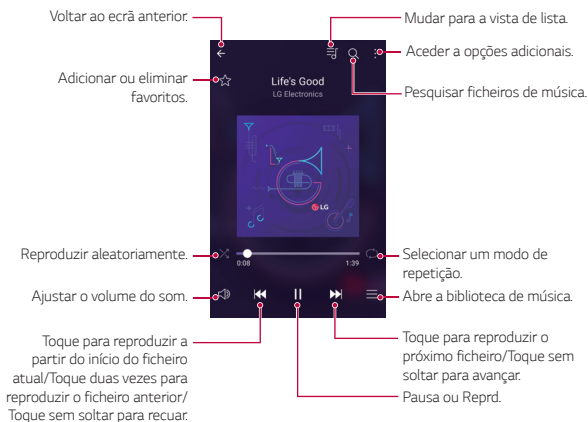 Voltar ao ecrã anterior.
Mudar para a vista de lista.
Aceder a opções adicionais.
Adicionar ou eliminar
favoritos.
Life's Good
LG Electronics
Pesquisar ficheiros de música.
LG
Reproduzir aleatoriamente.
0:08
1:39
Selecionar um modo de
repetição.
Ajustar o volume do som.
Abre a biblioteca de música.
Toque para reproduzir a
partir do início do ficheiro
atual/Toque duas vezes para
reproduzir o ficheiro anterior/
Toque sem soltar para recuar.
Toque para reproduzir o
próximo ficheiro/Toque sem
soltar para avançar.
Pausa ou Reprd.